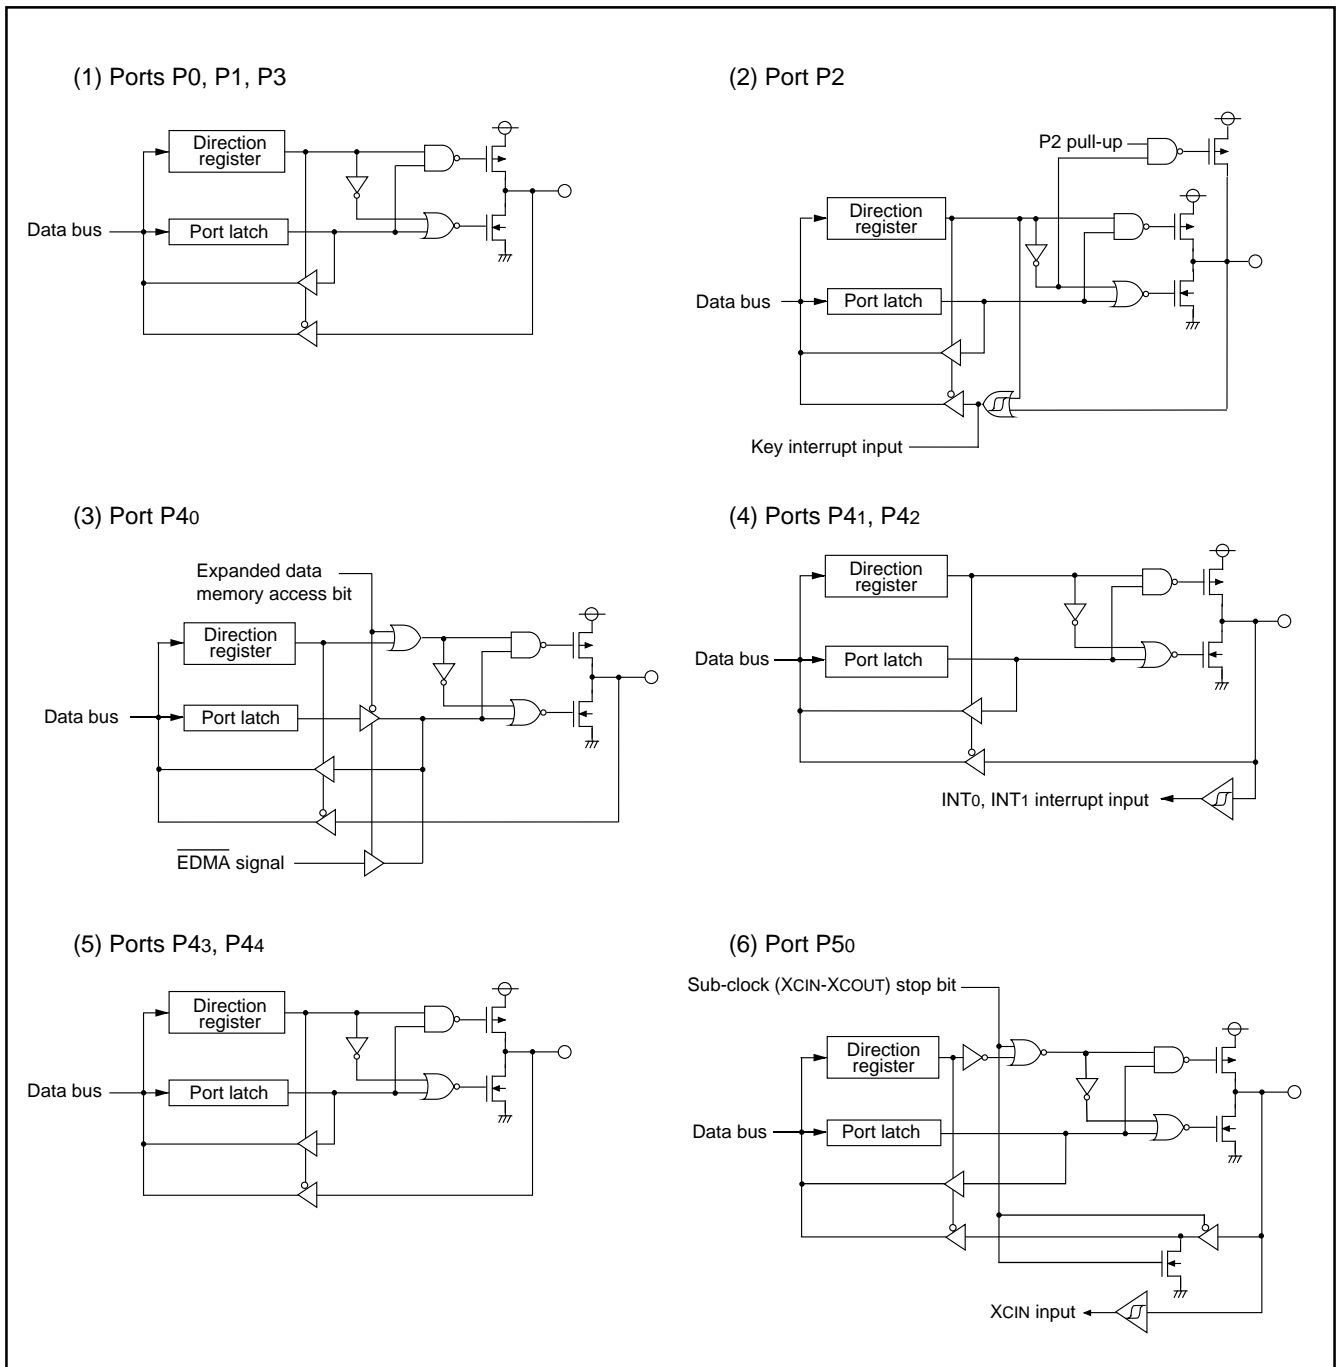 (1) Ports P0, P1, P3
Direction
register
Data bus
Port latch
(2) Port P2
P2 pull-up
Direction
register
Data bus
Port latch
Key interrupt input
(3) Port P40
Expanded data
memory access bit
Direction
register
Data bus
Port latch
EDMA signal
(4) Ports P41, P42
Direction
register
Data bus
Port latch
INT0, INT1 interrupt input
(5) Ports P43, P44
Direction
register
Data bus
Port latch
(6) Port P50
Sub-clock (XCIN-XCOUT) stop bit
Direction
register
Data bus
Port latch
XCIN input